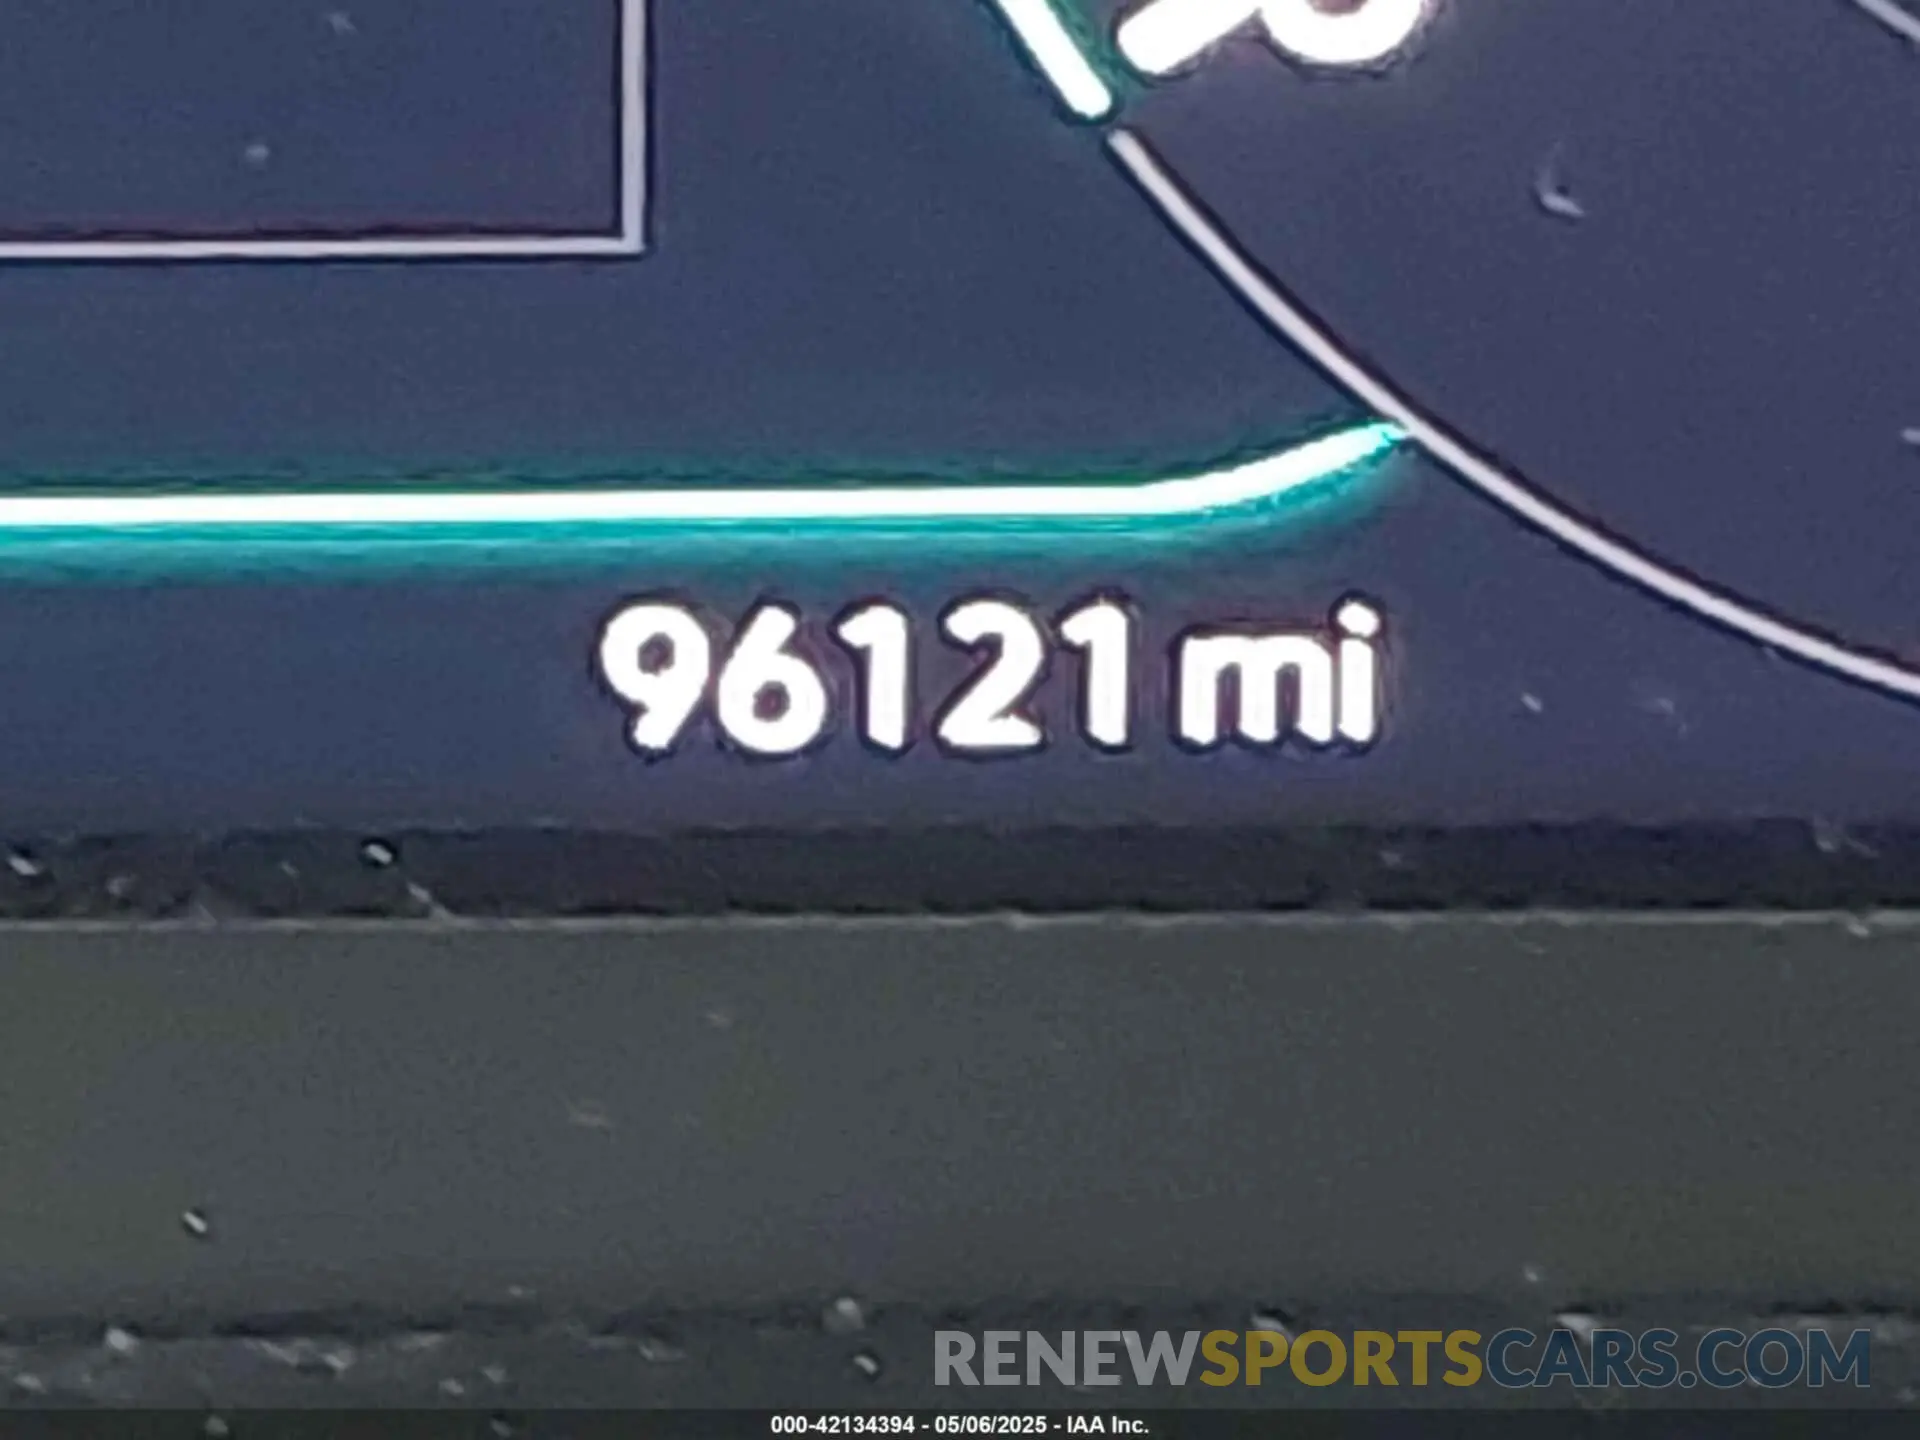 96121 mi
RENEWSPORTSCARS.COM
000-42134394 - 05/06/2025 - IAA Inc.